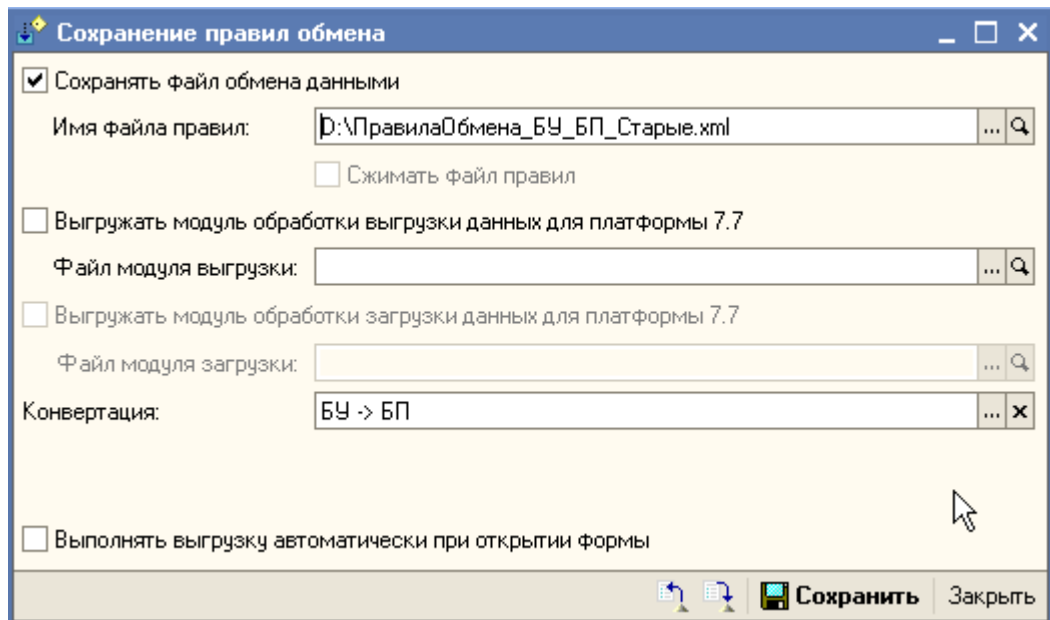 Сохранение правил обмена
Сохранять файл обмена данными
Имя файла правил: D:\ПравилаОбмена_БУ_БП_Старые.xml ...
Сжимать файл правил
Выгружать модуль обработки выгрузки данных для платформы 7.7
Файл модуля выгрузки: ...
Выгружать модуль обработки загрузки данных для платформы 7.7
Файл модуля загрузки: ...
Конвертация: БУ -> БП ...
Выполнять выгрузку автоматически при открытии формы
Сохранить Закрыть